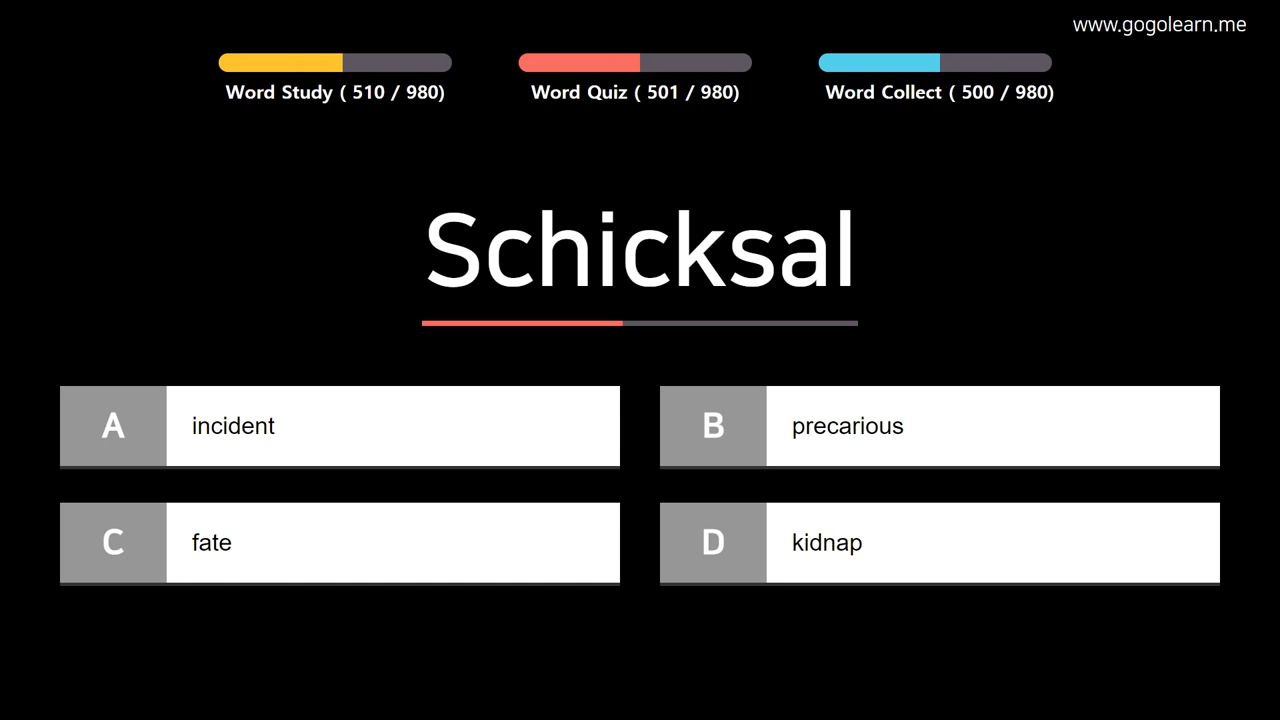 www.gogolearn.me
Word Study ( 510 / 980)
Word Quiz ( 501 / 980)
Word Collect ( 500 / 980)
Schicksal
A incident
B precarious
C fate
D kidnap